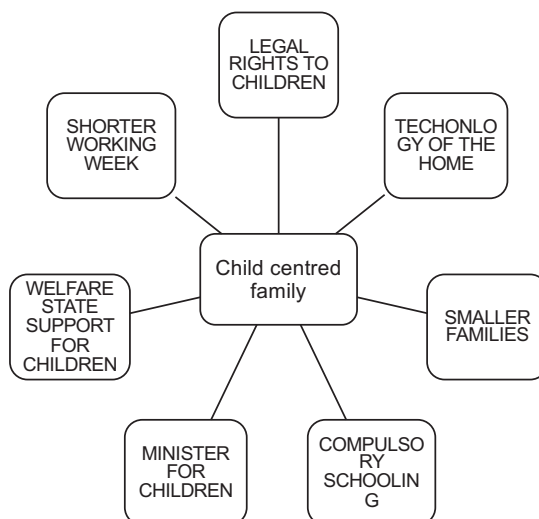 LEGAL
RIGHTS TO
CHILDREN
SHORTER
WORKING
WEEK
TECHONLO
GY OF THE
HOME
Child centred
family
WELFARE
STATE
SUPPORT
FOR
CHILDREN
SMALLER
FAMILIES
MINISTER
FOR
CHILDREN
COMPULSO
RY
SCHOOLIN
G